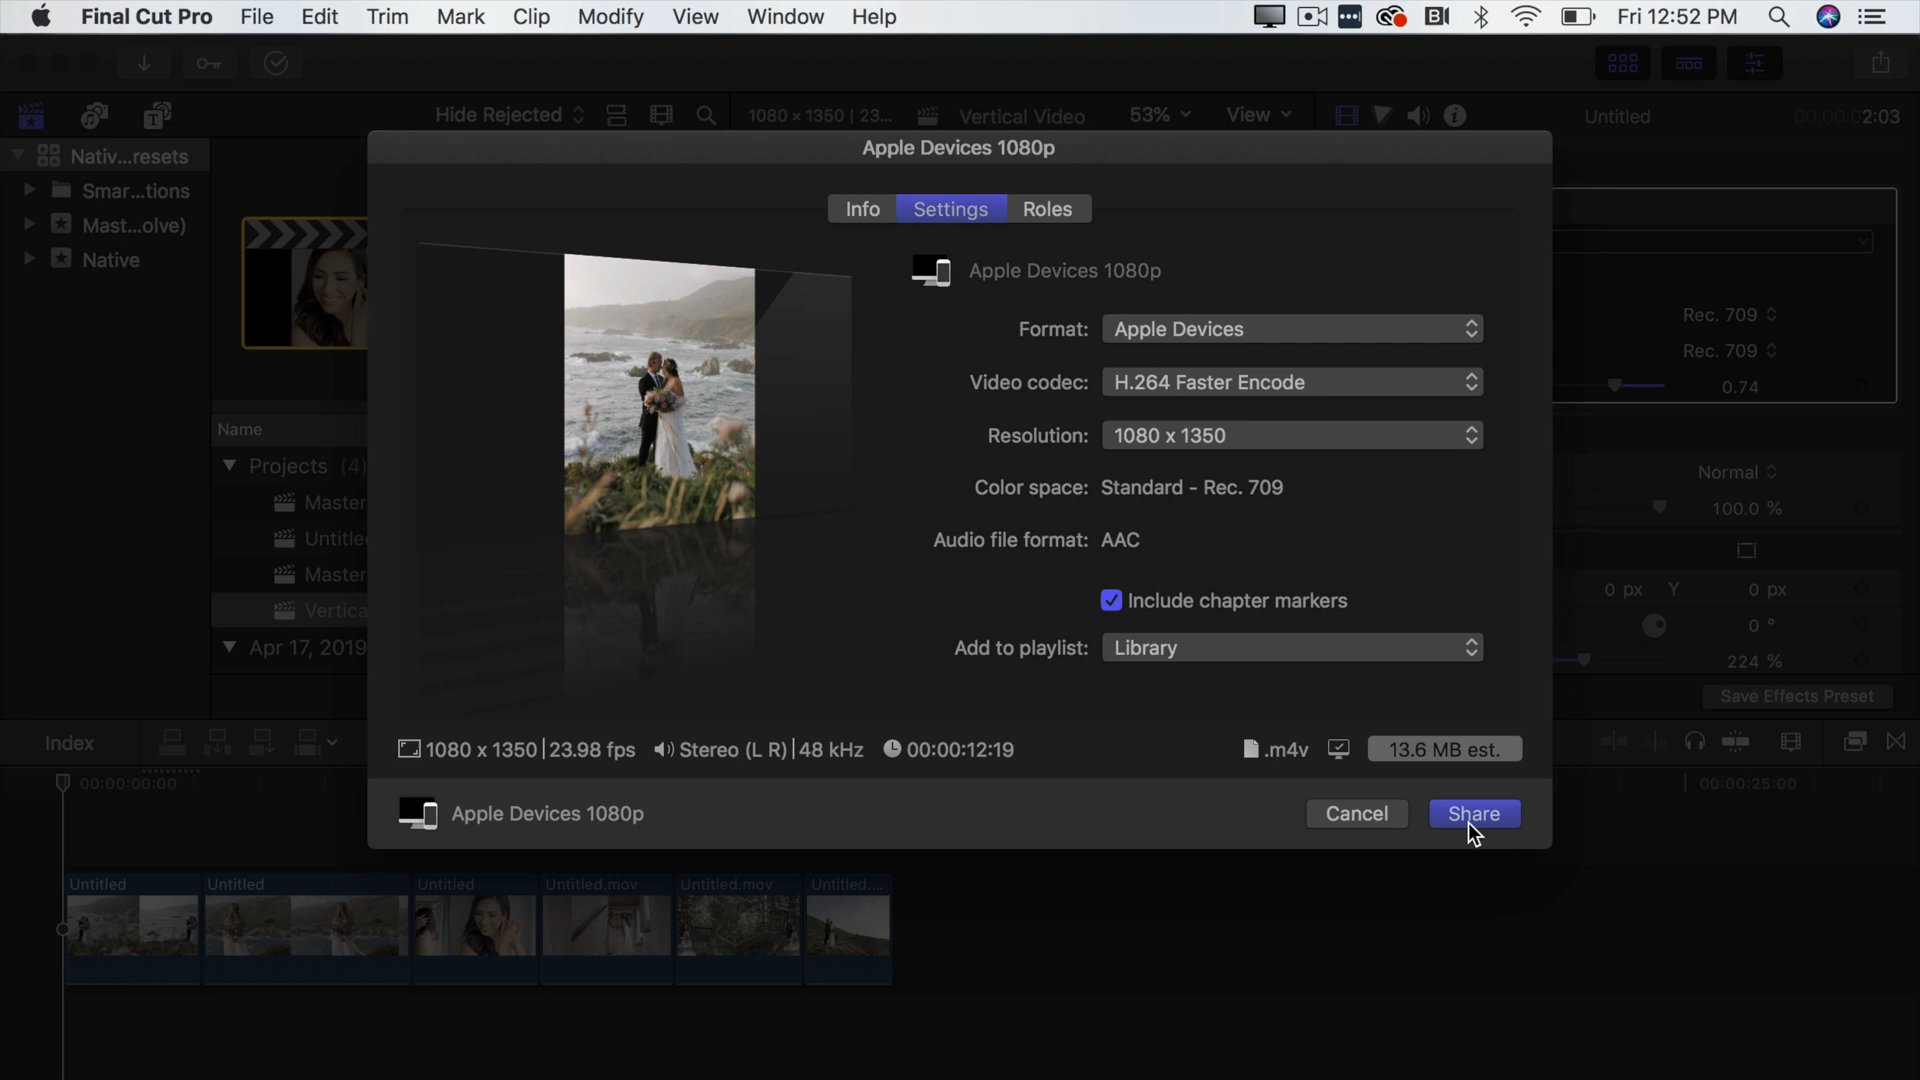 Final Cut Pro File Edit Trim Mark Clip Modify View Window Help Fri 12:52 PM
Hide Rejected 1080 × 1350 | 23... Vertical Video 53% View Untitled 00:00:02:03
Apple Devices 1080p
Nativ...resets
Smar...tions
Mast...olve)
Native
Info Settings Roles
Apple Devices 1080p
Format: Apple Devices
Video codec: H.264 Faster Encode
Resolution: 1080 x 1350
Color space: Standard - Rec. 709
Audio file format: AAC
Include chapter markers
Add to playlist: Library
Rec. 709
Rec. 709
0.74
Normal
100.0 %
0 px Y 0 px
0 °
224 %
Save Effects Preset
Name
Projects (4)
Master
Untitle
Master
Vertica
Apr 17, 2019
1080 x 1350 | 23.98 fps Stereo (L R) | 48 kHz 00:00:12:19 .m4v 13.6 MB est.
Apple Devices 1080p Cancel Share
Index
00:00:00:00 00:00:25:00
Untitled Untitled Untitled Untitled.mov Untitled.mov Untitled....